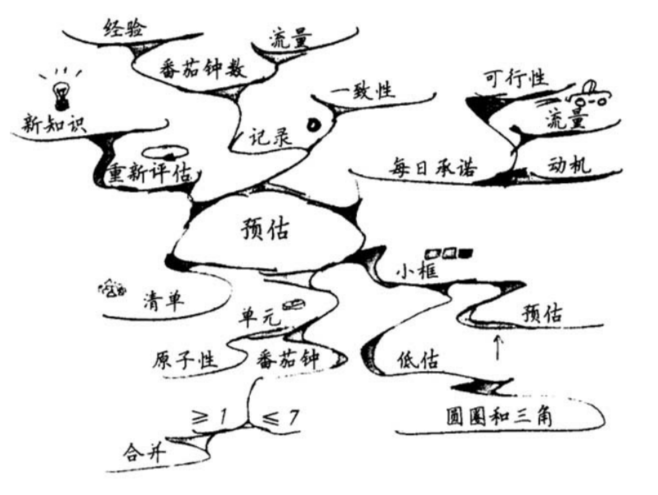 经验
流量
番茄钟数
一致性
可行性
新知识
记录
流量
重新评估
每日承诺
动机
预估
小框
清单
单元
预估
原子性
番茄钟
低估
≥1
≤7
圆圈和三角
合并